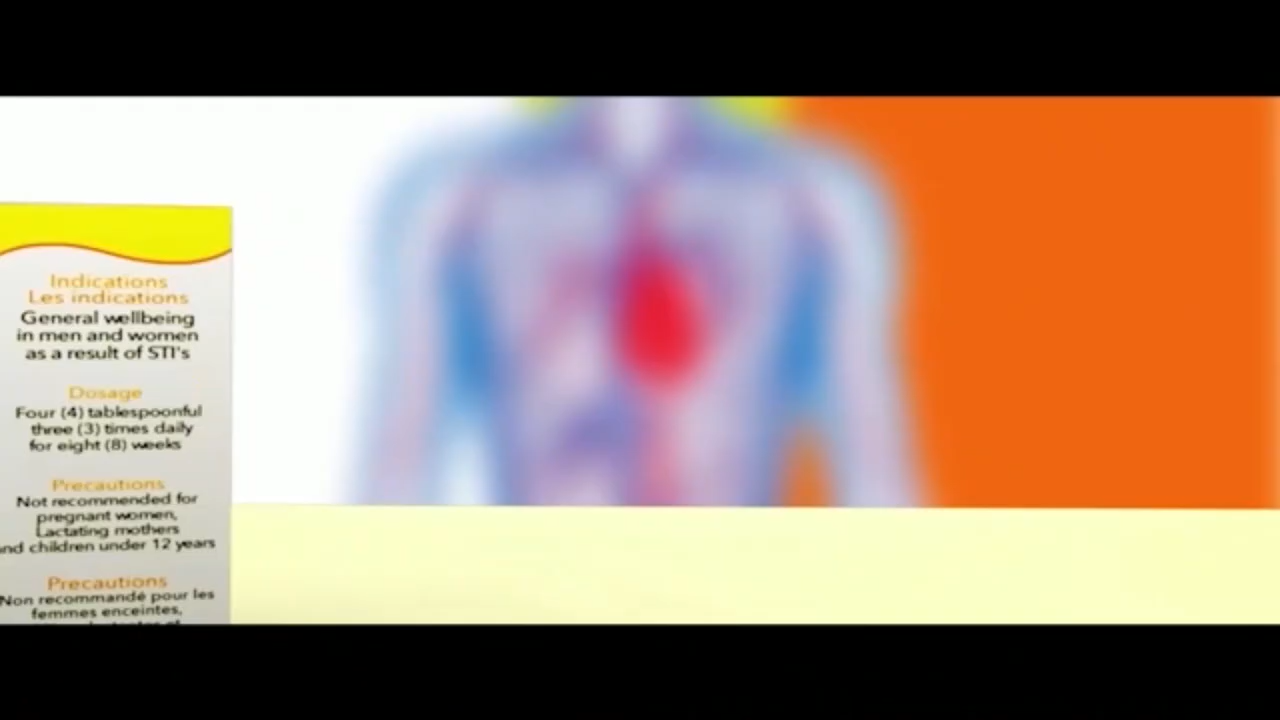 Indications
Les indications
General wellbeing
in men and women
as a result of STI's
Dosage
Four (4) tablespoonful
three (3) times daily
for eight (8) weeks
Precautions
Not recommended for
pregnant women,
Lactating mothers
nd children under 12 years
Precautions
Non recommandé pour les
femmes enceintes,